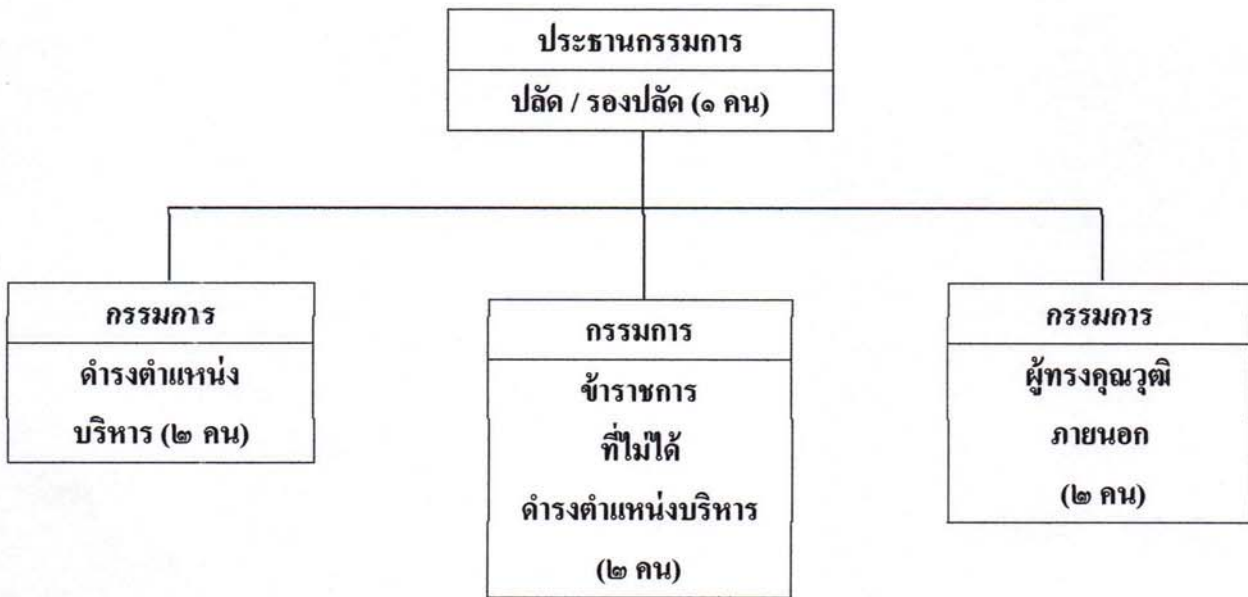 ประธานกรรมการ
ปลัด / รองปลัด (๑ คน)
กรรมการ
ดำรงตำแหน่ง
บริหาร (๒ คน)
กรรมการ
ข้าราชการ
ที่ไม่ได้
ดำรงตำแหน่งบริหาร
(๒ คน)
กรรมการ
ผู้ทรงคุณวุฒิ
ภายนอก
(๒ คน)